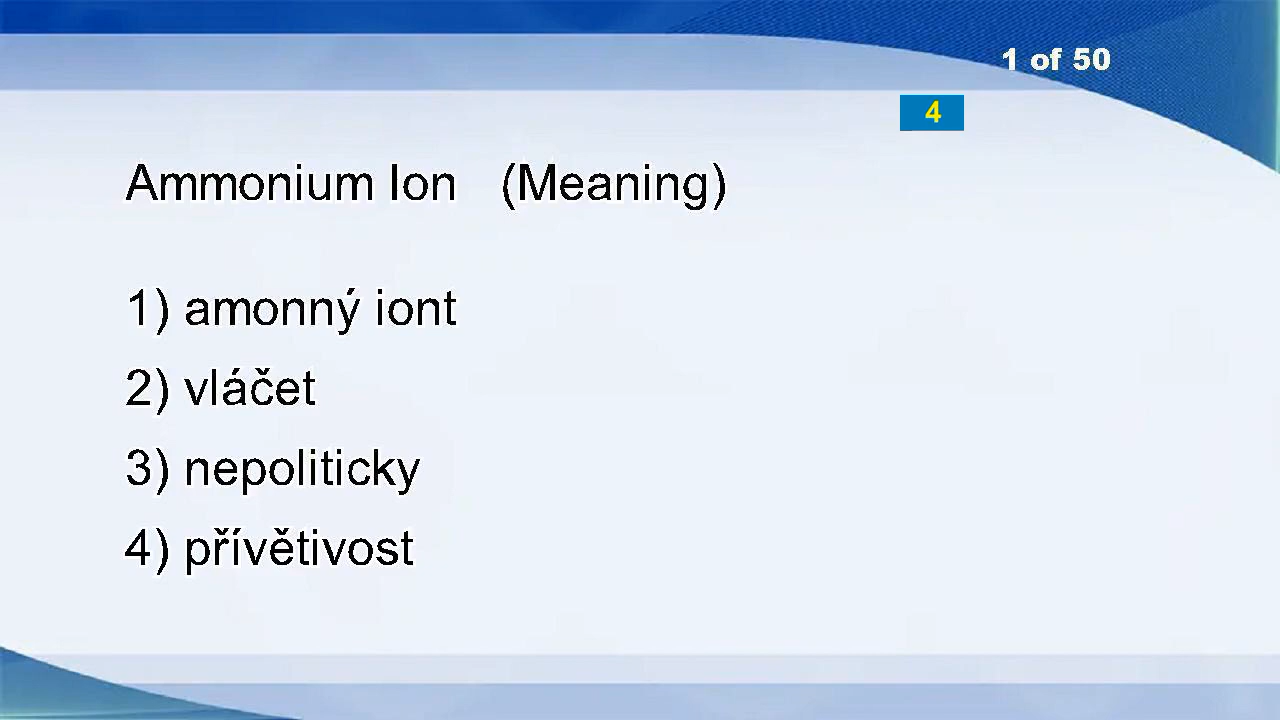 1 of 50
4
Ammonium Ion (Meaning)
1) amonný iont
2) vláčet
3) nepoliticky
4) přívětivost